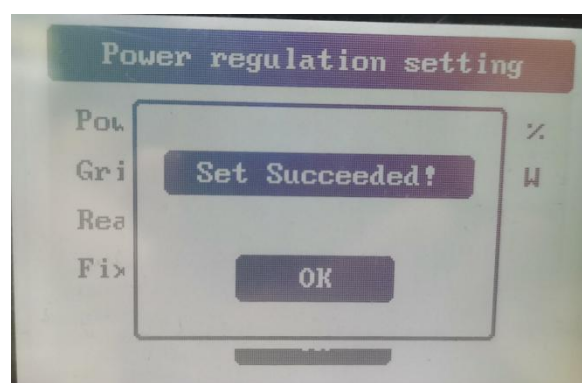 Power regulation setting
Pow
%
Set Succeeded!
Gri
W
Rea
Fix
OK